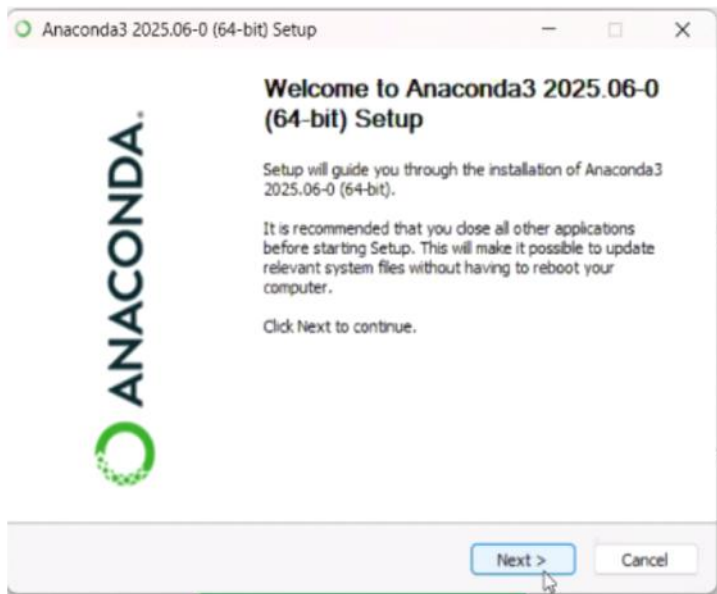 Anaconda3 2025.06-0 (64-bit) Setup
Welcome to Anaconda3 2025.06-0
(64-bit) Setup
Setup will guide you through the installation of Anaconda3
2025.06-0 (64-bit).
It is recommended that you close all other applications
before starting Setup. This will make it possible to update
relevant system files without having to reboot your
computer.
Click Next to continue.
ANACONDA.
Next >
Cancel